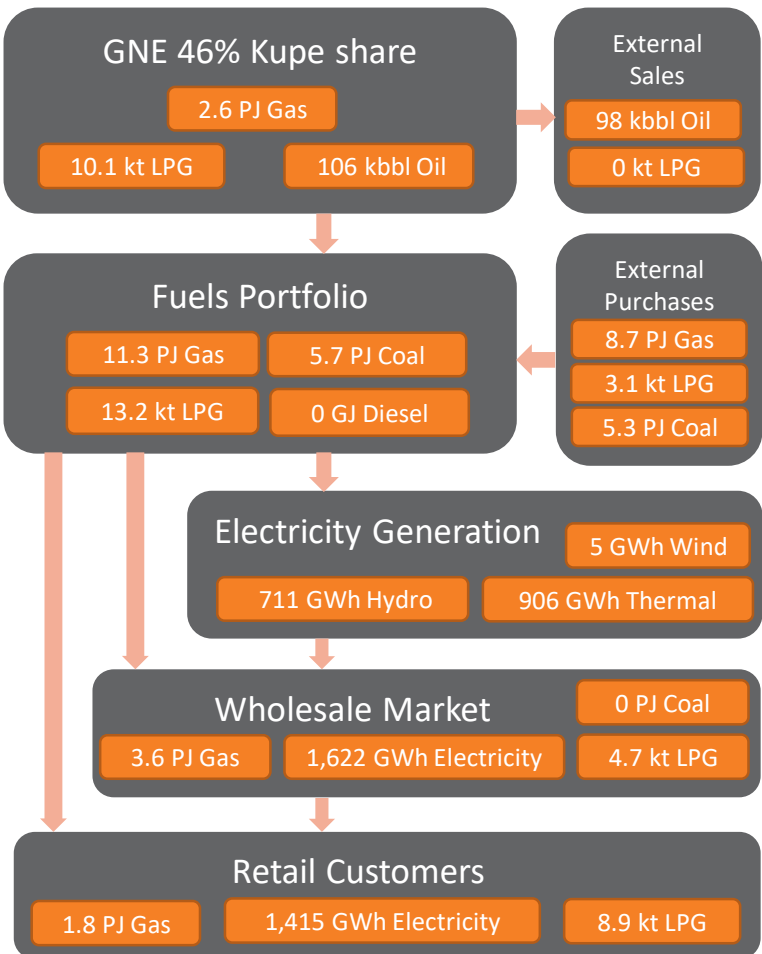 GNE 46% Kupe share
2.6 PJ Gas
10.1 kt LPG
106 kbbl Oil
External
Sales
98 kbbl Oil
0 kt LPG
Fuels Portfolio
11.3 PJ Gas
5.7 PJ Coal
13.2 kt LPG
0 GJ Diesel
External
Purchases
8.7 PJ Gas
3.1 kt LPG
5.3 PJ Coal
Electricity Generation
5 GWh Wind
711 GWh Hydro
906 GWh Thermal
Wholesale Market
0 PJ Coal
3.6 PJ Gas
1,622 GWh Electricity
4.7 kt LPG
Retail Customers
1.8 PJ Gas
1,415 GWh Electricity
8.9 kt LPG